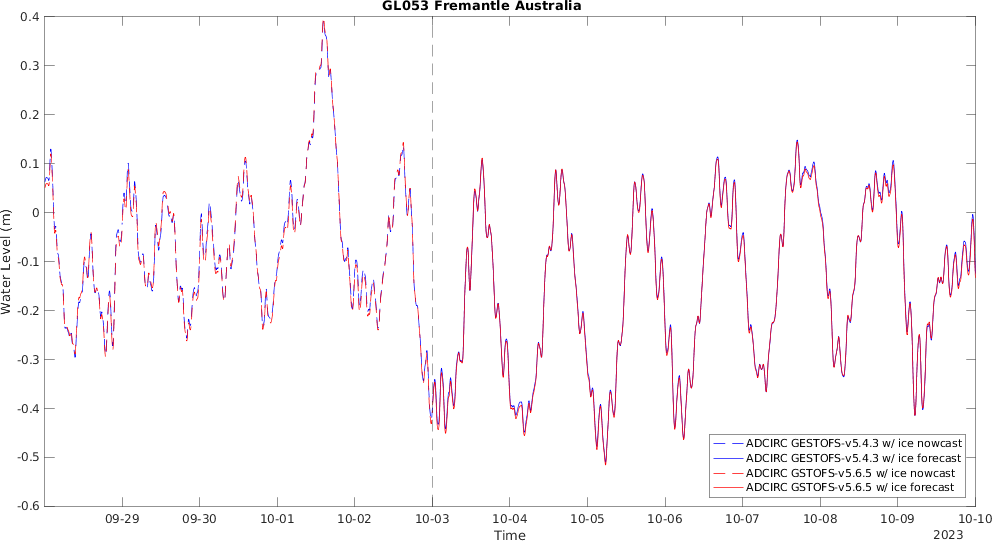 GL053 Fremantle Australia
0.4
0.3
0.2
0.1
0
-0.1
-0.2
-0.3
-0.4
-0.5
-0.6
Water Level (m)
ADCIRC GESTOFS-v5.4.3 w/ ice nowcast
ADCIRC GESTOFS-v5.4.3 w/ ice forecast
ADCIRC GSTOFS-v5.6.5 w/ ice nowcast
ADCIRC GSTOFS-v5.6.5 w/ ice forecast
09-29 09-30 10-01 10-02 10-03 10-04 10-05 10-06 10-07 10-08 10-09 10-10
Time 2023